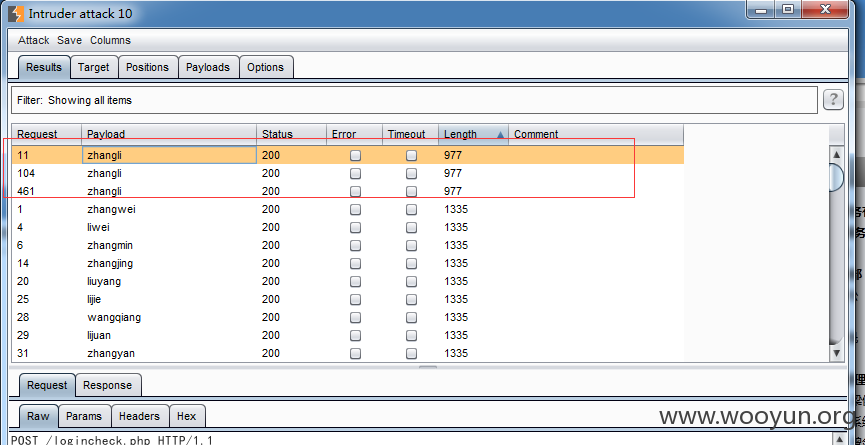 Intruder attack 10
Attack Save Columns
Results Target Positions Payloads Options
Filter: Showing all items ?
Request Payload Status Error Timeout Length Comment
11 zhangli 200 977
104 zhangli 200 977
461 zhangli 200 977
1 zhangwei 200 1335
4 liwei 200 1335
6 zhangmin 200 1335
14 zhangjing 200 1335
20 liuyang 200 1335
25 lijie 200 1335
28 wangqiang 200 1335
29 lijuan 200 1335
31 zhangyan 200 1335
Request Response
Raw Params Headers Hex
www.wooyun.org
POST /logincheck.php HTTP/1.1